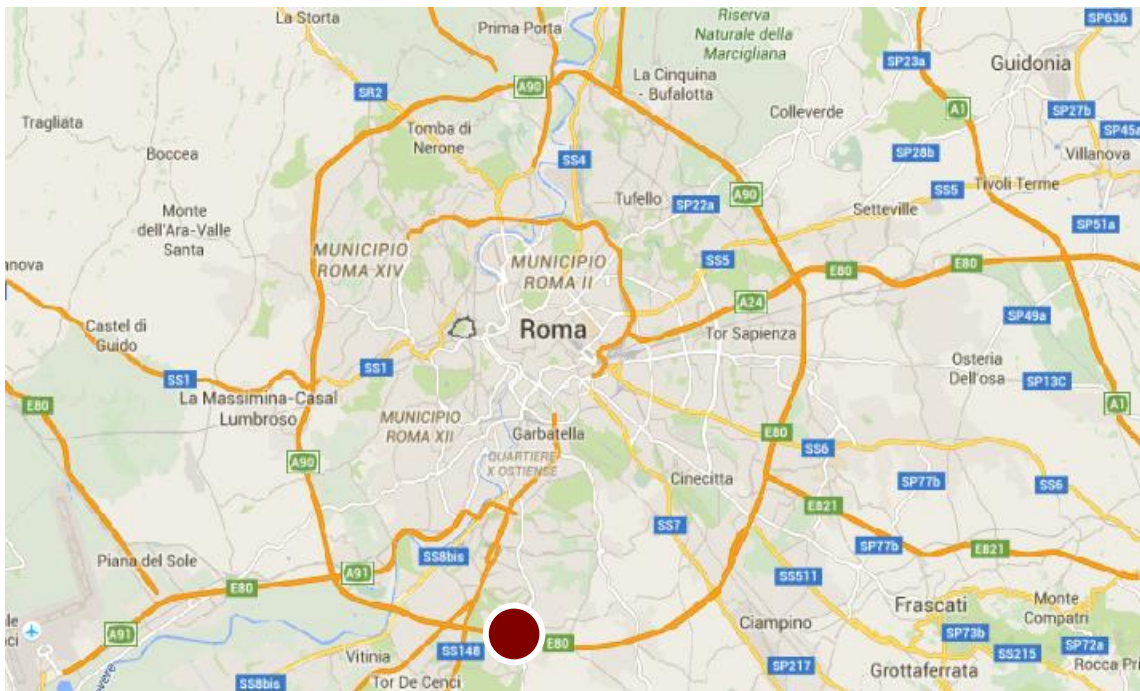 La Storta
SP636
Prima Porta
Riserva
Naturale della
Marcigliana
SP23a
Guidonia
La Cinquina
- Bufalotta
A90
SR2
A1
SP27b
Colleverde
Tragliata
Tomba di
Nerone
SP45a
Boccea
SS4
SP28b
Villanova
Tivoli Terme
SS5
A90
Tufello
SP22a
Setteville
Monte
dell'Ara-Valle
Santa
SP51a
MUNICIPIO
ROMA XIV
MUNICIPIO
ROMA II
SS5
anova
E80
E80
A24
Castel di
Guido
Roma
Tor Sapienza
SP49a
Osteria
Dell'osa
SS1
SS1
SP13C
La Massimina-Casal
Lumbroso
E80
A1
MUNICIPIO
ROMA XII
Garbatella
E80
SS6
QUARTIERE
X OSTIENSE
A90
Cinecitta
SP77b
SS6
E821
SS7
SP77b
E821
Piana del Sole
SS8bis
A91
E80
SS511
Frascati
Monte
Compatri
Ciampino
SP73b
A91
SS148
E80
SS215
SP72a
Vitinia
SP217
Grottaferrata
Rocca Pri
SS8bis
Tor De Cenci